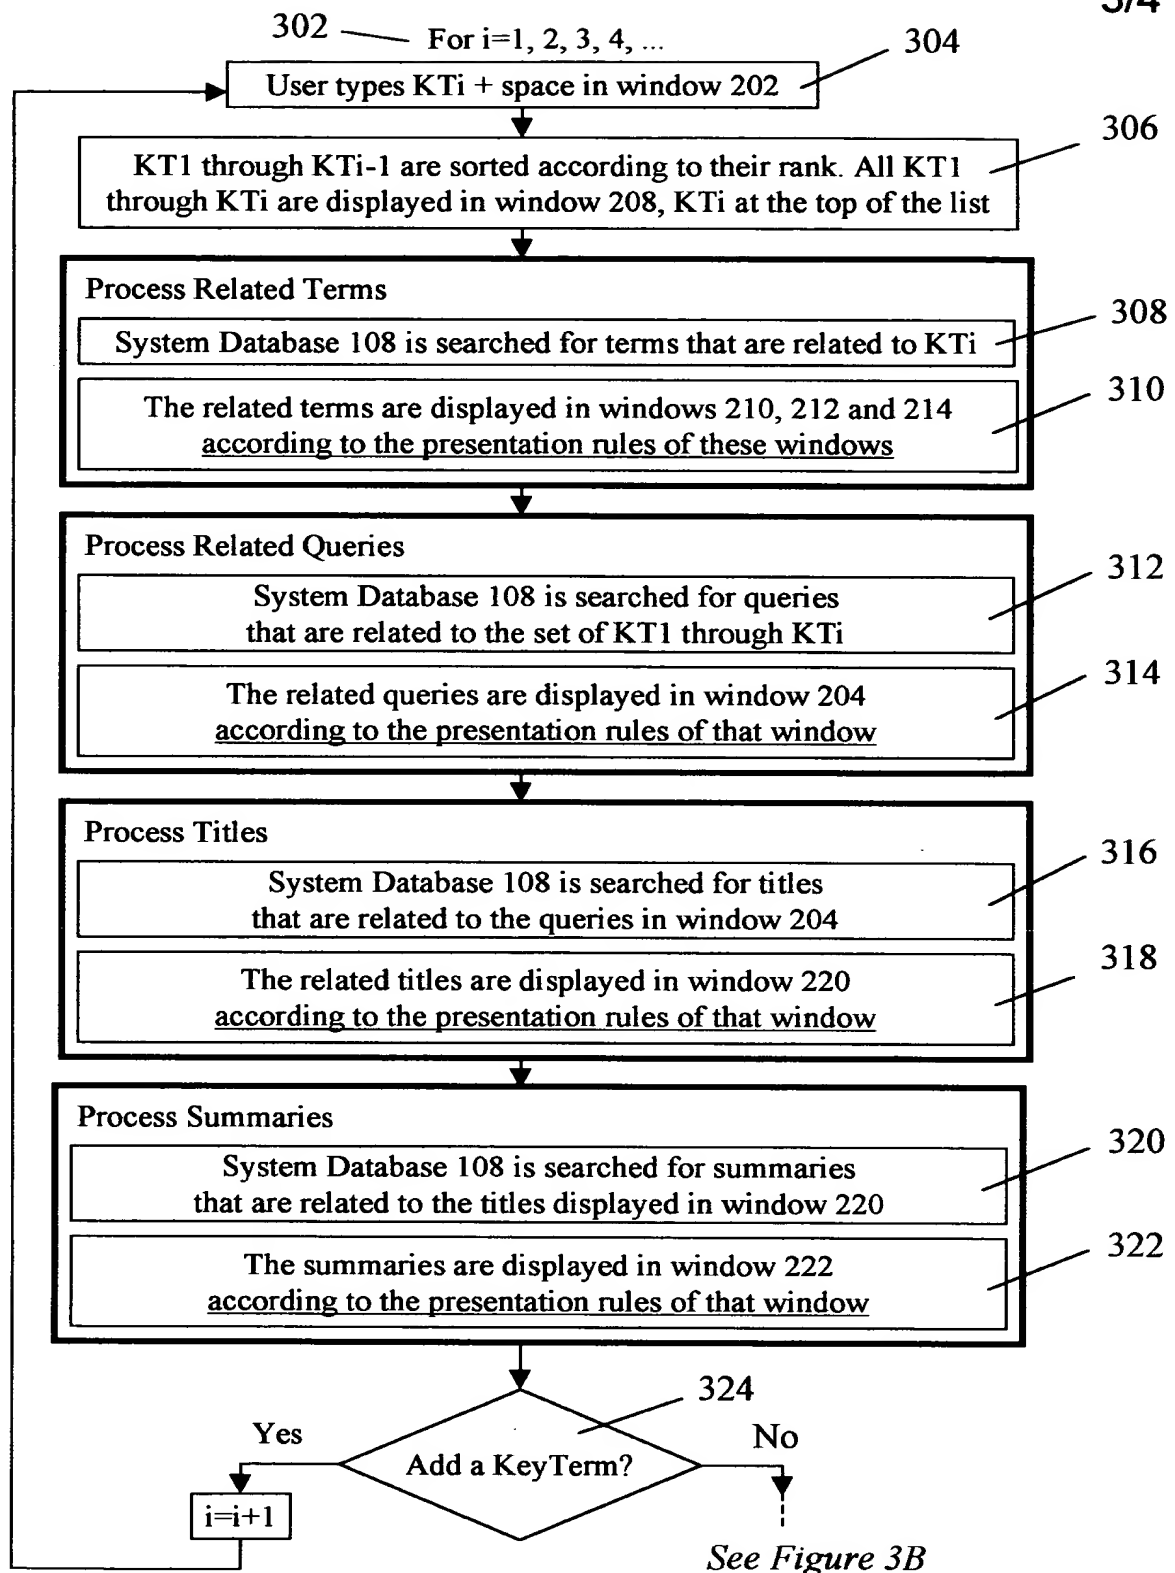 3/4
302
For i=1, 2, 3, 4, ...
304
User types KTi + space in window 202
306
KT1 through KTi-1 are sorted according to their rank. All KT1
through KTi are displayed in window 208, KTi at the top of the list
Process Related Terms
308
System Database 108 is searched for terms that are related to KTi
310
The related terms are displayed in windows 210, 212 and 214
according to the presentation rules of these windows
Process Related Queries
312
System Database 108 is searched for queries
that are related to the set of KT1 through KTi
314
The related queries are displayed in window 204
according to the presentation rules of that window
Process Titles
316
System Database 108 is searched for titles
that are related to the queries in window 204
318
The related titles are displayed in window 220
according to the presentation rules of that window
Process Summaries
320
System Database 108 is searched for summaries
that are related to the titles displayed in window 220
322
The summaries are displayed in window 222
according to the presentation rules of that window
324
Yes
No
Add a KeyTerm?
i=i+1
See Figure 3B